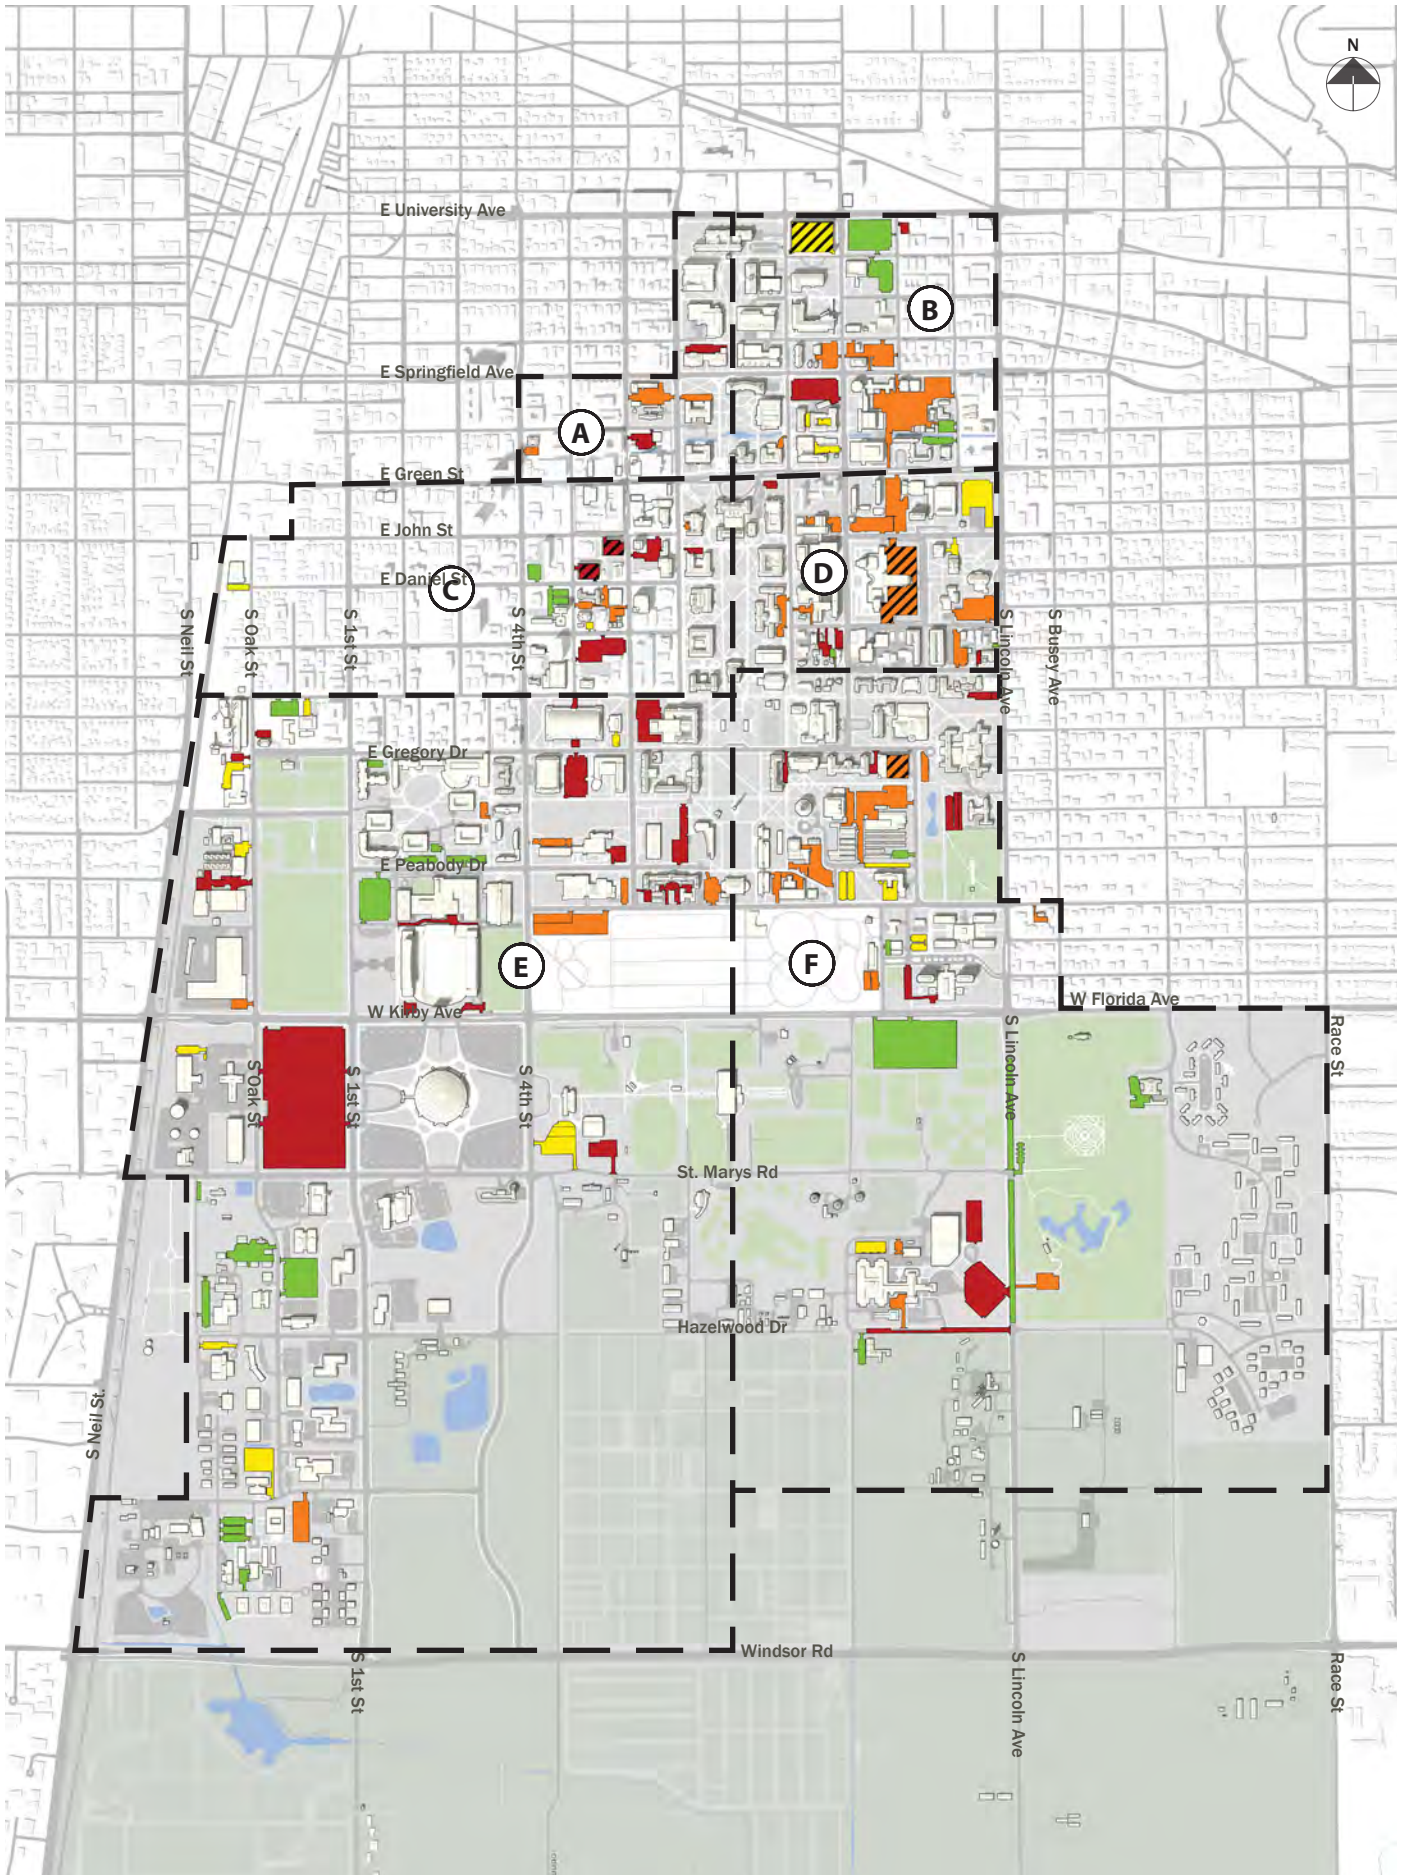 N
E University Ave
B
E Springfield Ave
A
E Green St
E John St
D
E Daniel St
C
S Neil St
S Oak St
S 1st St
S 4th St
S Lincoln Ave
S Busey Ave
E Gregory Dr
E Peabody Dr
E
F
W Florida Ave
W Kirby Ave
S Oak St
S 1st St
S 4th St
S Lincoln Ave
Race St
St. Marys Rd
Hazelwood Dr
S Neil St.
Windsor Rd
S 1st St
S Lincoln Ave
Race St